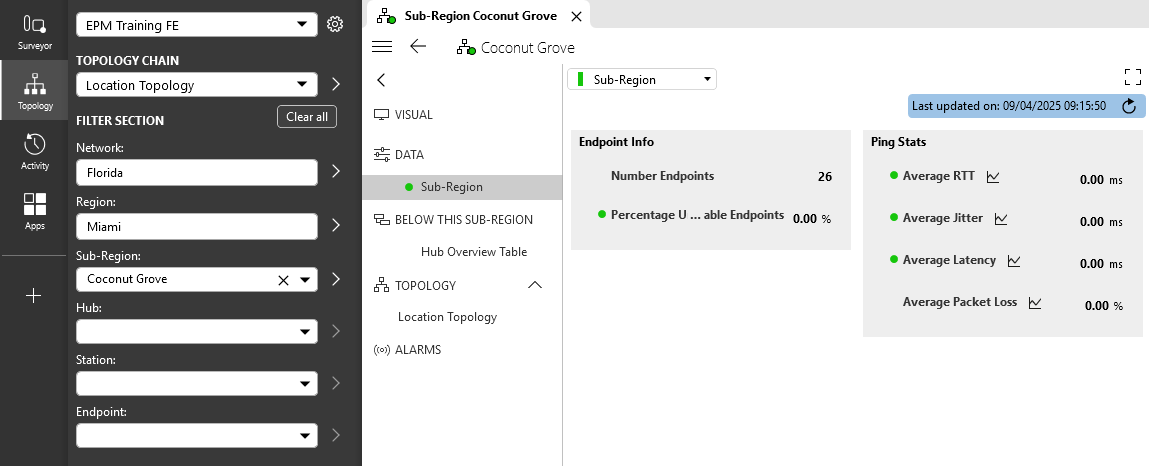 Surveyor
Topology
Activity
Apps
EPM Training FE
TOPOLOGY CHAIN
Location Topology
FILTER SECTION
Clear all
Network:
Florida
Region:
Miami
Sub-Region:
Coconut Grove
Hub:
Station:
Endpoint:
Sub-Region Coconut Grove
Coconut Grove
VISUAL
DATA
Sub-Region
BELOW THIS SUB-REGION
Hub Overview Table
TOPOLOGY
Location Topology
ALARMS
Sub-Region
Last updated on: 09/04/2025 09:15:50
Endpoint Info
Number Endpoints 26
Percentage U ... able Endpoints 0.00 %
Ping Stats
Average RTT 0.00 ms
Average Jitter 0.00 ms
Average Latency 0.00 ms
Average Packet Loss 0.00 %